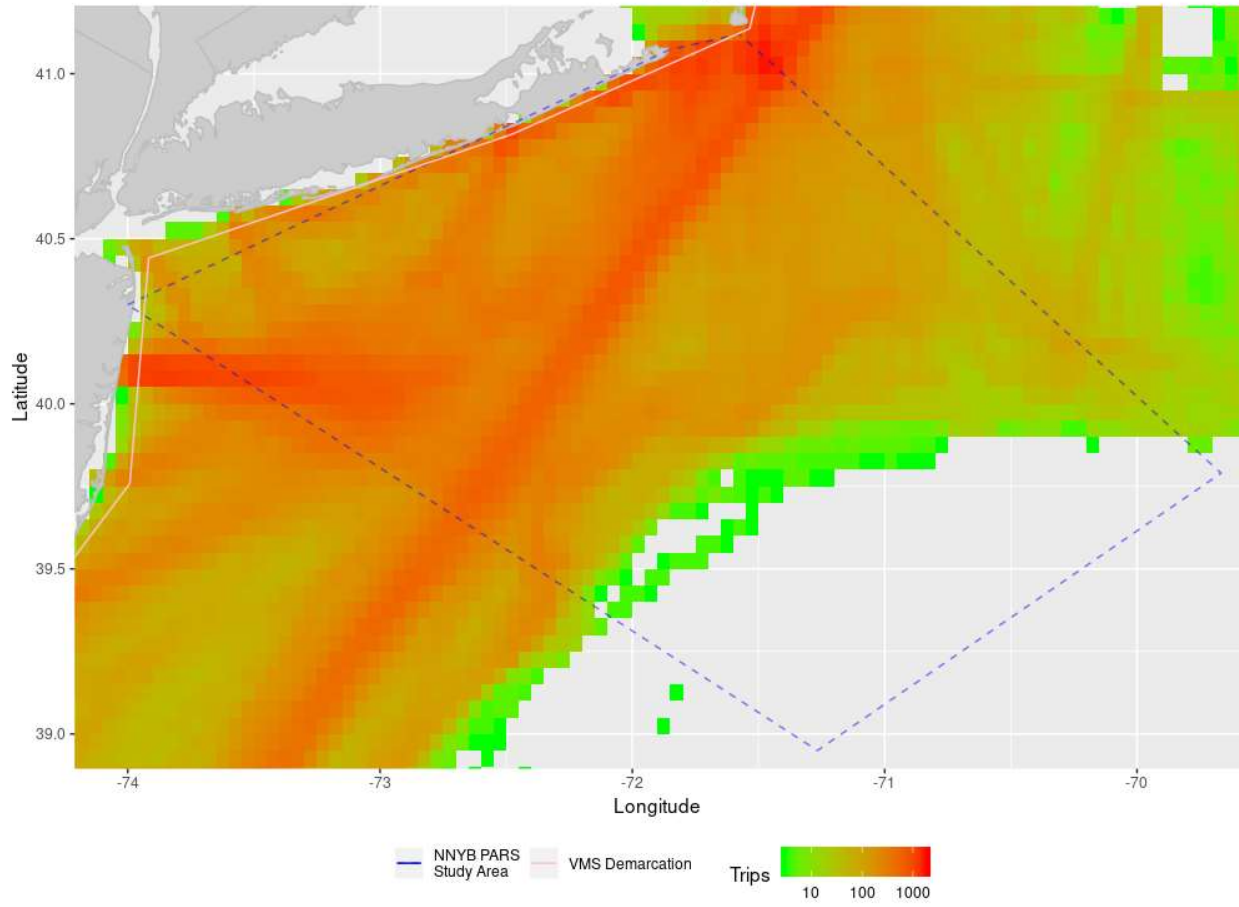 41.0
40.5
40.0
39.5
39.0
Latitude
-74
-73
-72
-71
-70
Longitude
NNYB PARS
Study Area
VMS Demarcation
Trips
10
100
1000